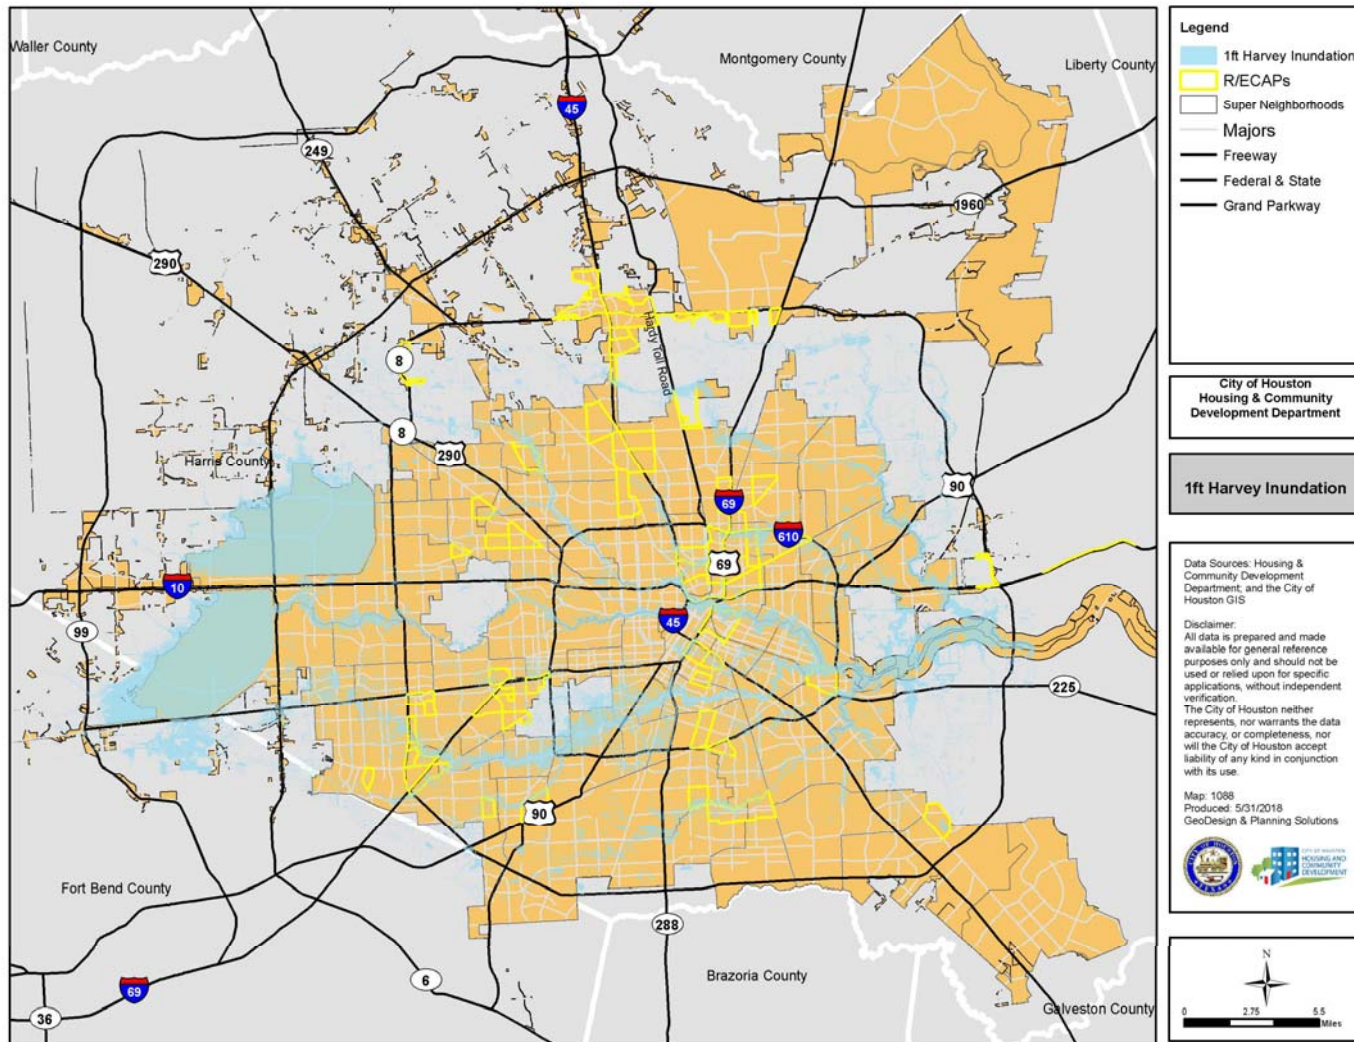 Waller County
Montgomery County
Liberty County
45
249
1960
290
Hardy Toll Road
8
8
290
Harris County
90
69
610
69
10
45
99
225
90
Fort Bend County
288
Brazoria County
6
69
36
Galveston County
Legend
1ft Harvey Inundation
R/ECAPs
Super Neighborhoods
Majors
Freeway
Federal & State
Grand Parkway
City of Houston
Housing & Community
Development Department
1ft Harvey Inundation
Data Sources: Housing &
Community Development
Department; and the City of
Houston GIS
Disclaimer:
All data is prepared and made
available for general reference
purposes only and should not be
used or relied upon for specific
applications, without independent
verification.
The City of Houston neither
represents, nor warrants the data
accuracy, or completeness, nor
will the City of Houston accept
liability of any kind in conjunction
with its use.
Map: 1088
Produced: 5/31/2018
GeoDesign & Planning Solutions
CITY OF HOUSTON
HOUSING AND
COMMUNITY
DEVELOPMENT
N
0 2.75 5.5
Miles